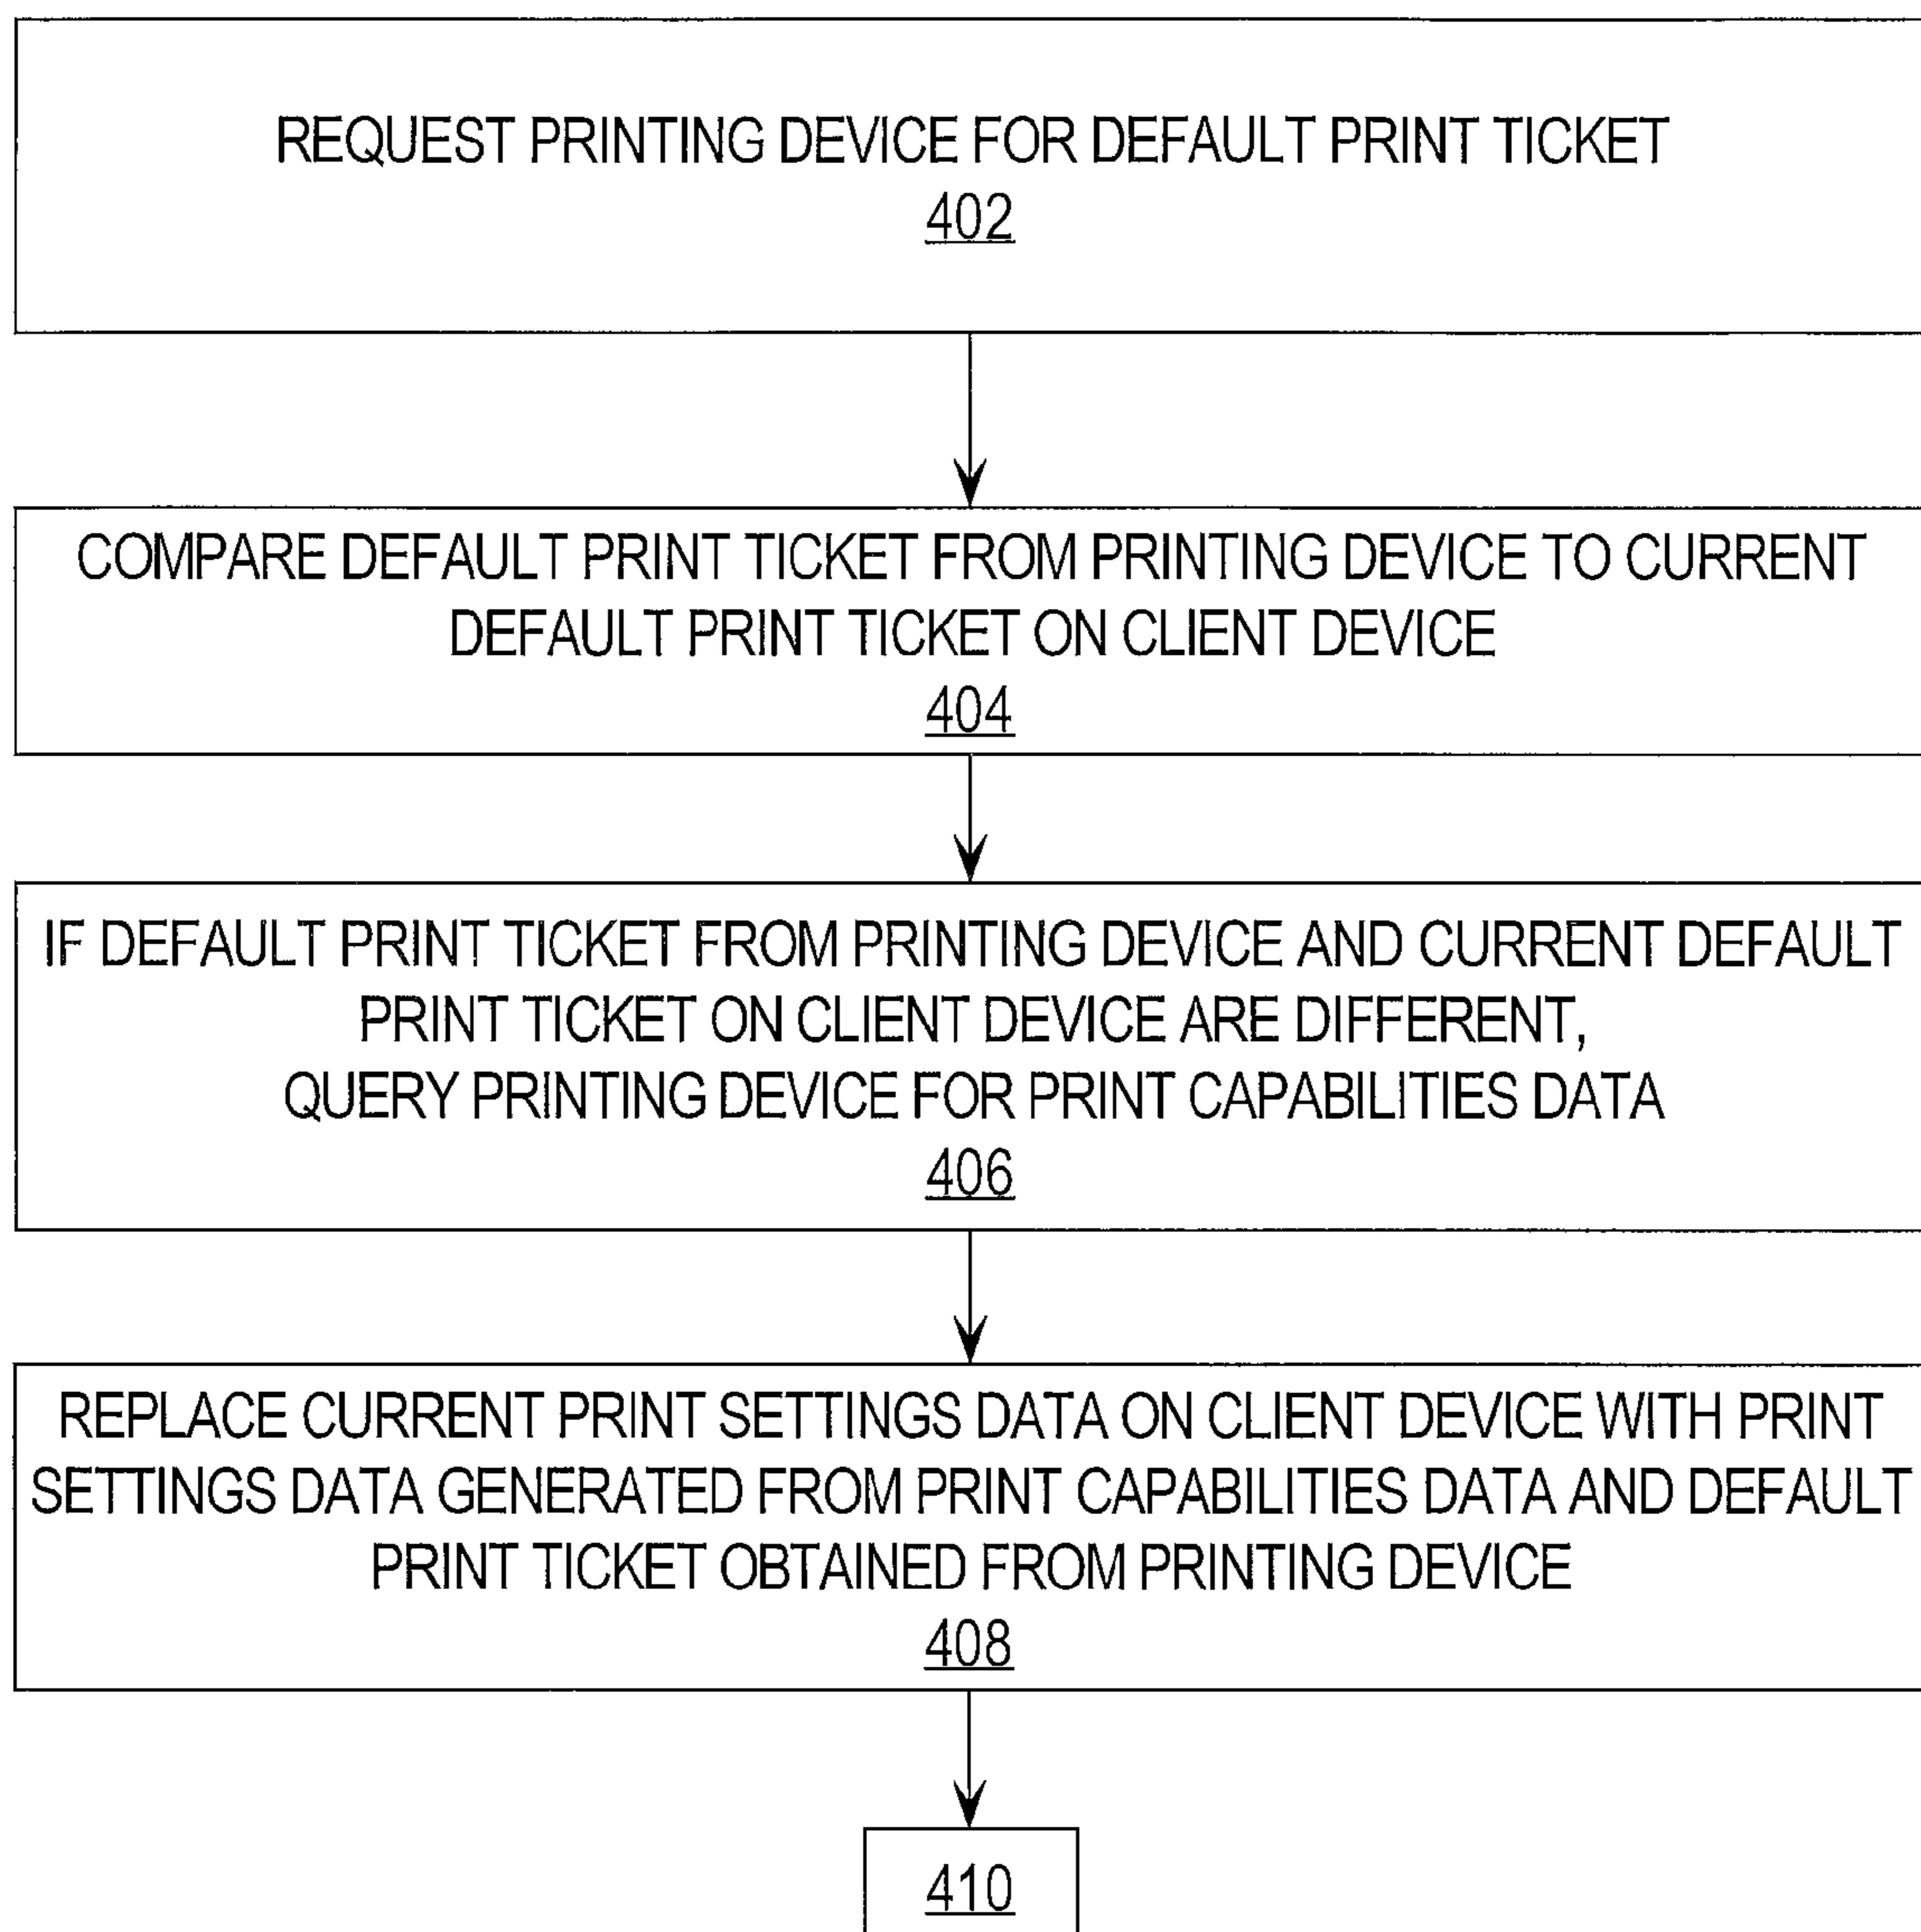 REQUEST PRINTING DEVICE FOR DEFAULT PRINT TICKET
402
COMPARE DEFAULT PRINT TICKET FROM PRINTING DEVICE TO CURRENT
DEFAULT PRINT TICKET ON CLIENT DEVICE
404
IF DEFAULT PRINT TICKET FROM PRINTING DEVICE AND CURRENT DEFAULT
PRINT TICKET ON CLIENT DEVICE ARE DIFFERENT,
QUERY PRINTING DEVICE FOR PRINT CAPABILITIES DATA
406
REPLACE CURRENT PRINT SETTINGS DATA ON CLIENT DEVICE WITH PRINT
SETTINGS DATA GENERATED FROM PRINT CAPABILITIES DATA AND DEFAULT
PRINT TICKET OBTAINED FROM PRINTING DEVICE
408
410